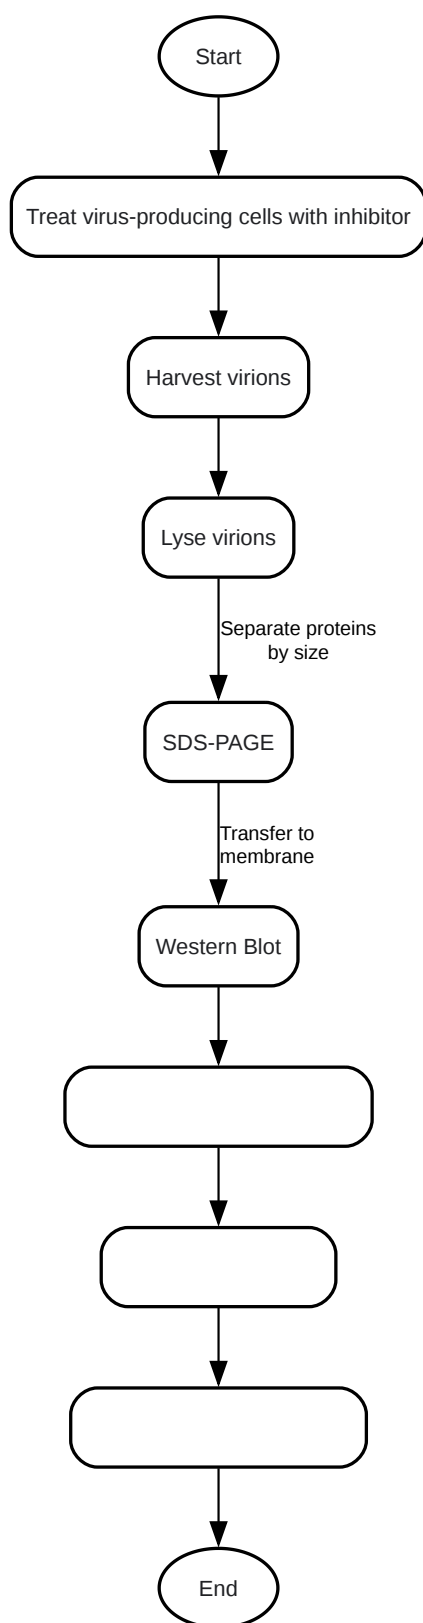 Start
Treat virus-producing cells with inhibitor
Harvest virions
Lyse virions
Separate proteins
by size
SDS-PAGE
Transfer to
membrane
Western Blot
End